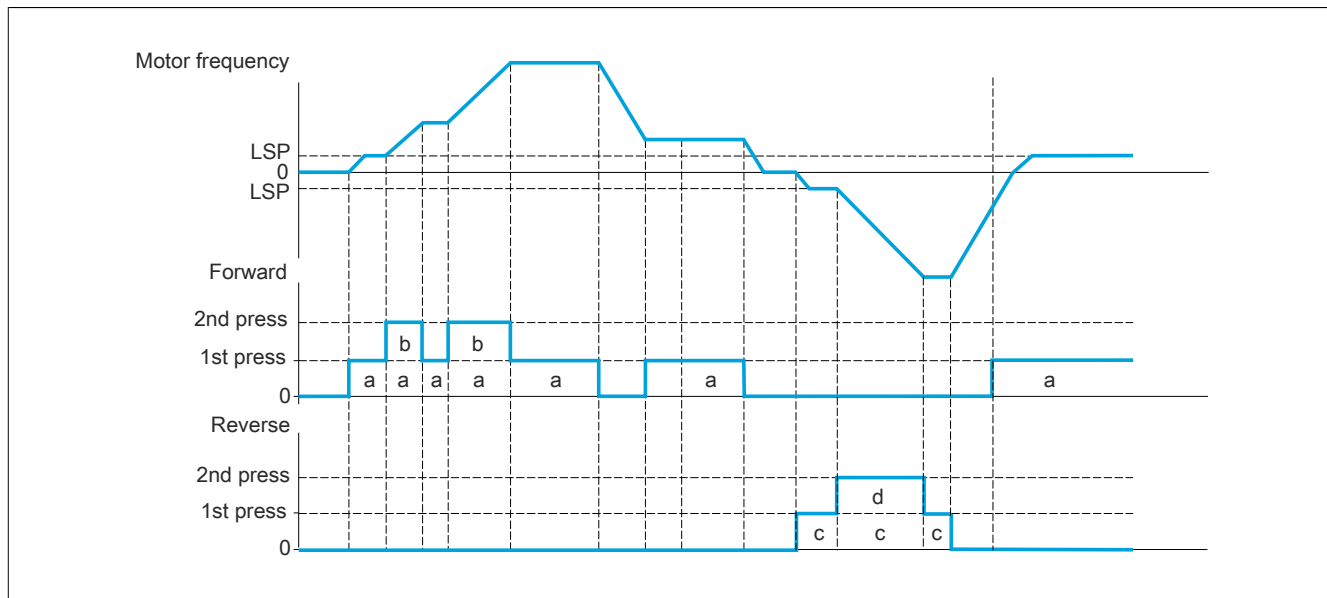 Motor frequency
LSP
0
LSP
Forward
2nd press
b b
1st press
a a a a a a a
0
Reverse
2nd press
d
1st press
c c c
0